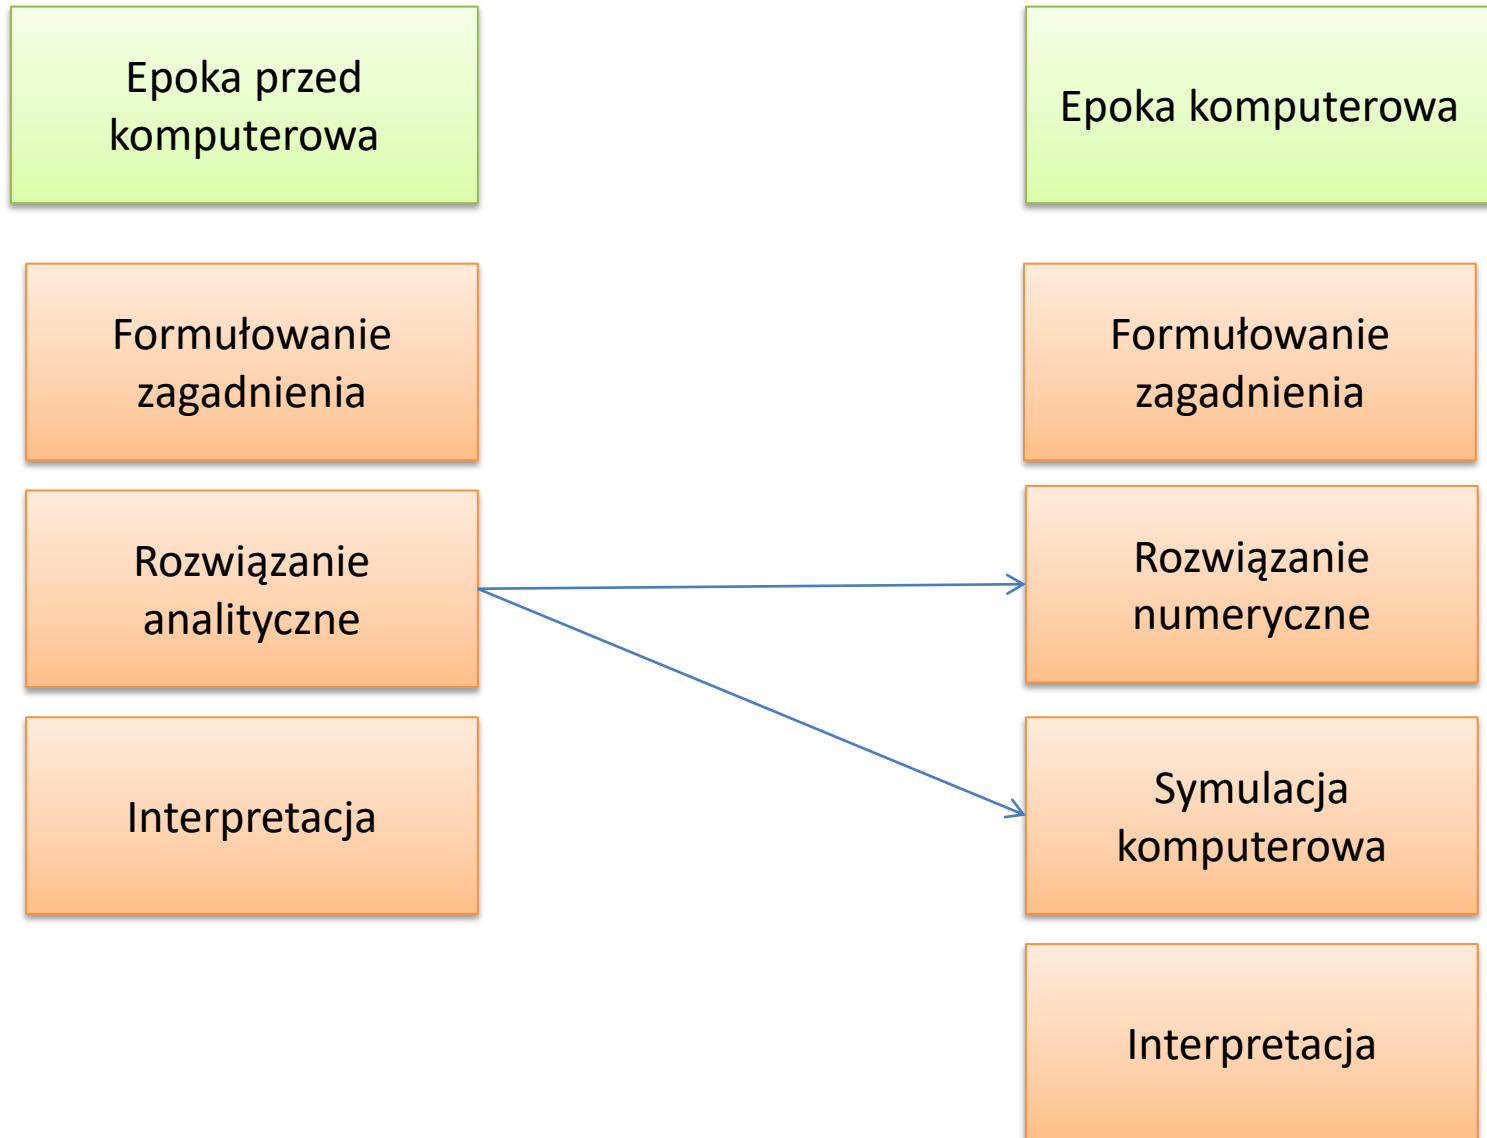 Epoka przed
komputerowa
Epoka komputerowa
Formułowanie
zagadnienia
Formułowanie
zagadnienia
Rozwiązanie
analityczne
Rozwiązanie
numeryczne
Interpretacja
Symulacja
komputerowa
Interpretacja